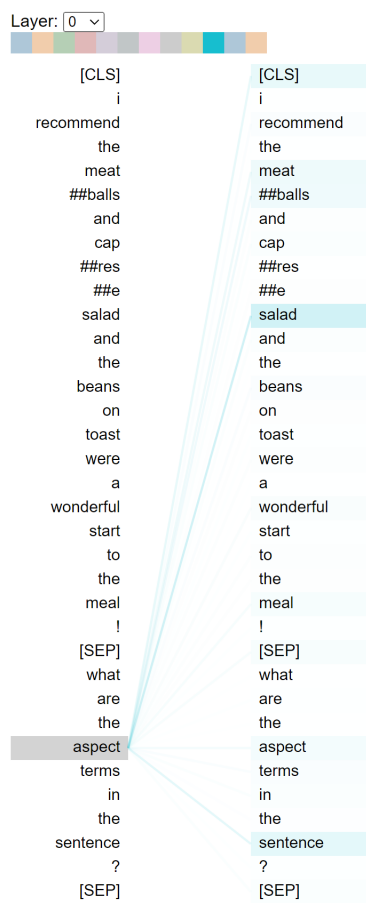 Layer: 0
[CLS] [CLS]
i i
recommend recommend
the the
meat meat
##balls ##balls
and and
cap cap
##res ##res
##e ##e
salad salad
and and
the the
beans beans
on on
toast toast
were were
a a
wonderful wonderful
start start
to to
the the
meal meal
! !
[SEP] [SEP]
what what
are are
the the
aspect aspect
terms terms
in in
the the
sentence sentence
? ?
[SEP] [SEP]